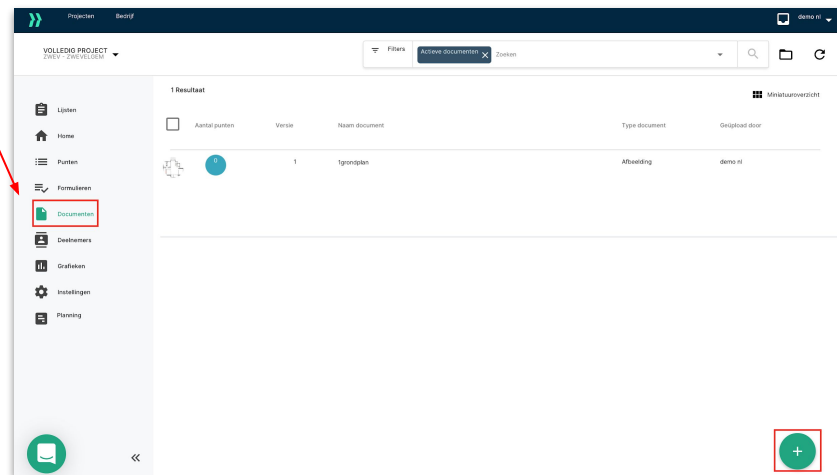 Projecten Bedrijf demo nl
VOLLEDIG PROJECT
ZWEV - ZWEVELGEM
Filters Actieve documenten Zoeken
1 Resultaat
Miniatuuroverzicht
Aantal punten Versie Naam document Type document Geüpload door
0 1 1grondplan Afbeelding demo nl
Lijsten
Home
Punten
Formulieren
Documenten
Deelnemers
Grafieken
Instellingen
Planning